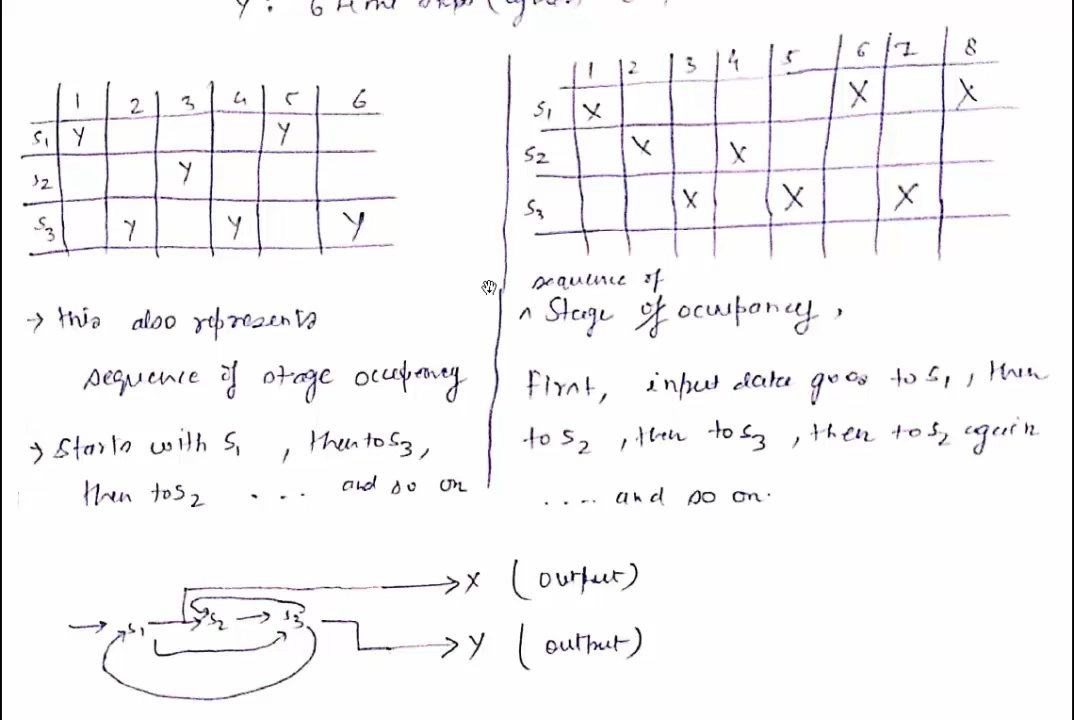 1 2 3 4 5 6
S1 Y Y
S2 Y
S3 Y Y Y
→ this also represents
sequence of stage occupancy
→ Starts with S1, then to S3,
then to S2 .... and so on
1 2 3 4 5 6 7 8
S1 X X X
S2 X X
S3 X X X
sequence of
^ Stage of occupancy,
First, input data goes to S1, then
to S2, then to S3, then to S2 again
.... and so on.
→ X (output)
→ S1 → S2 → S3
→ Y (output)